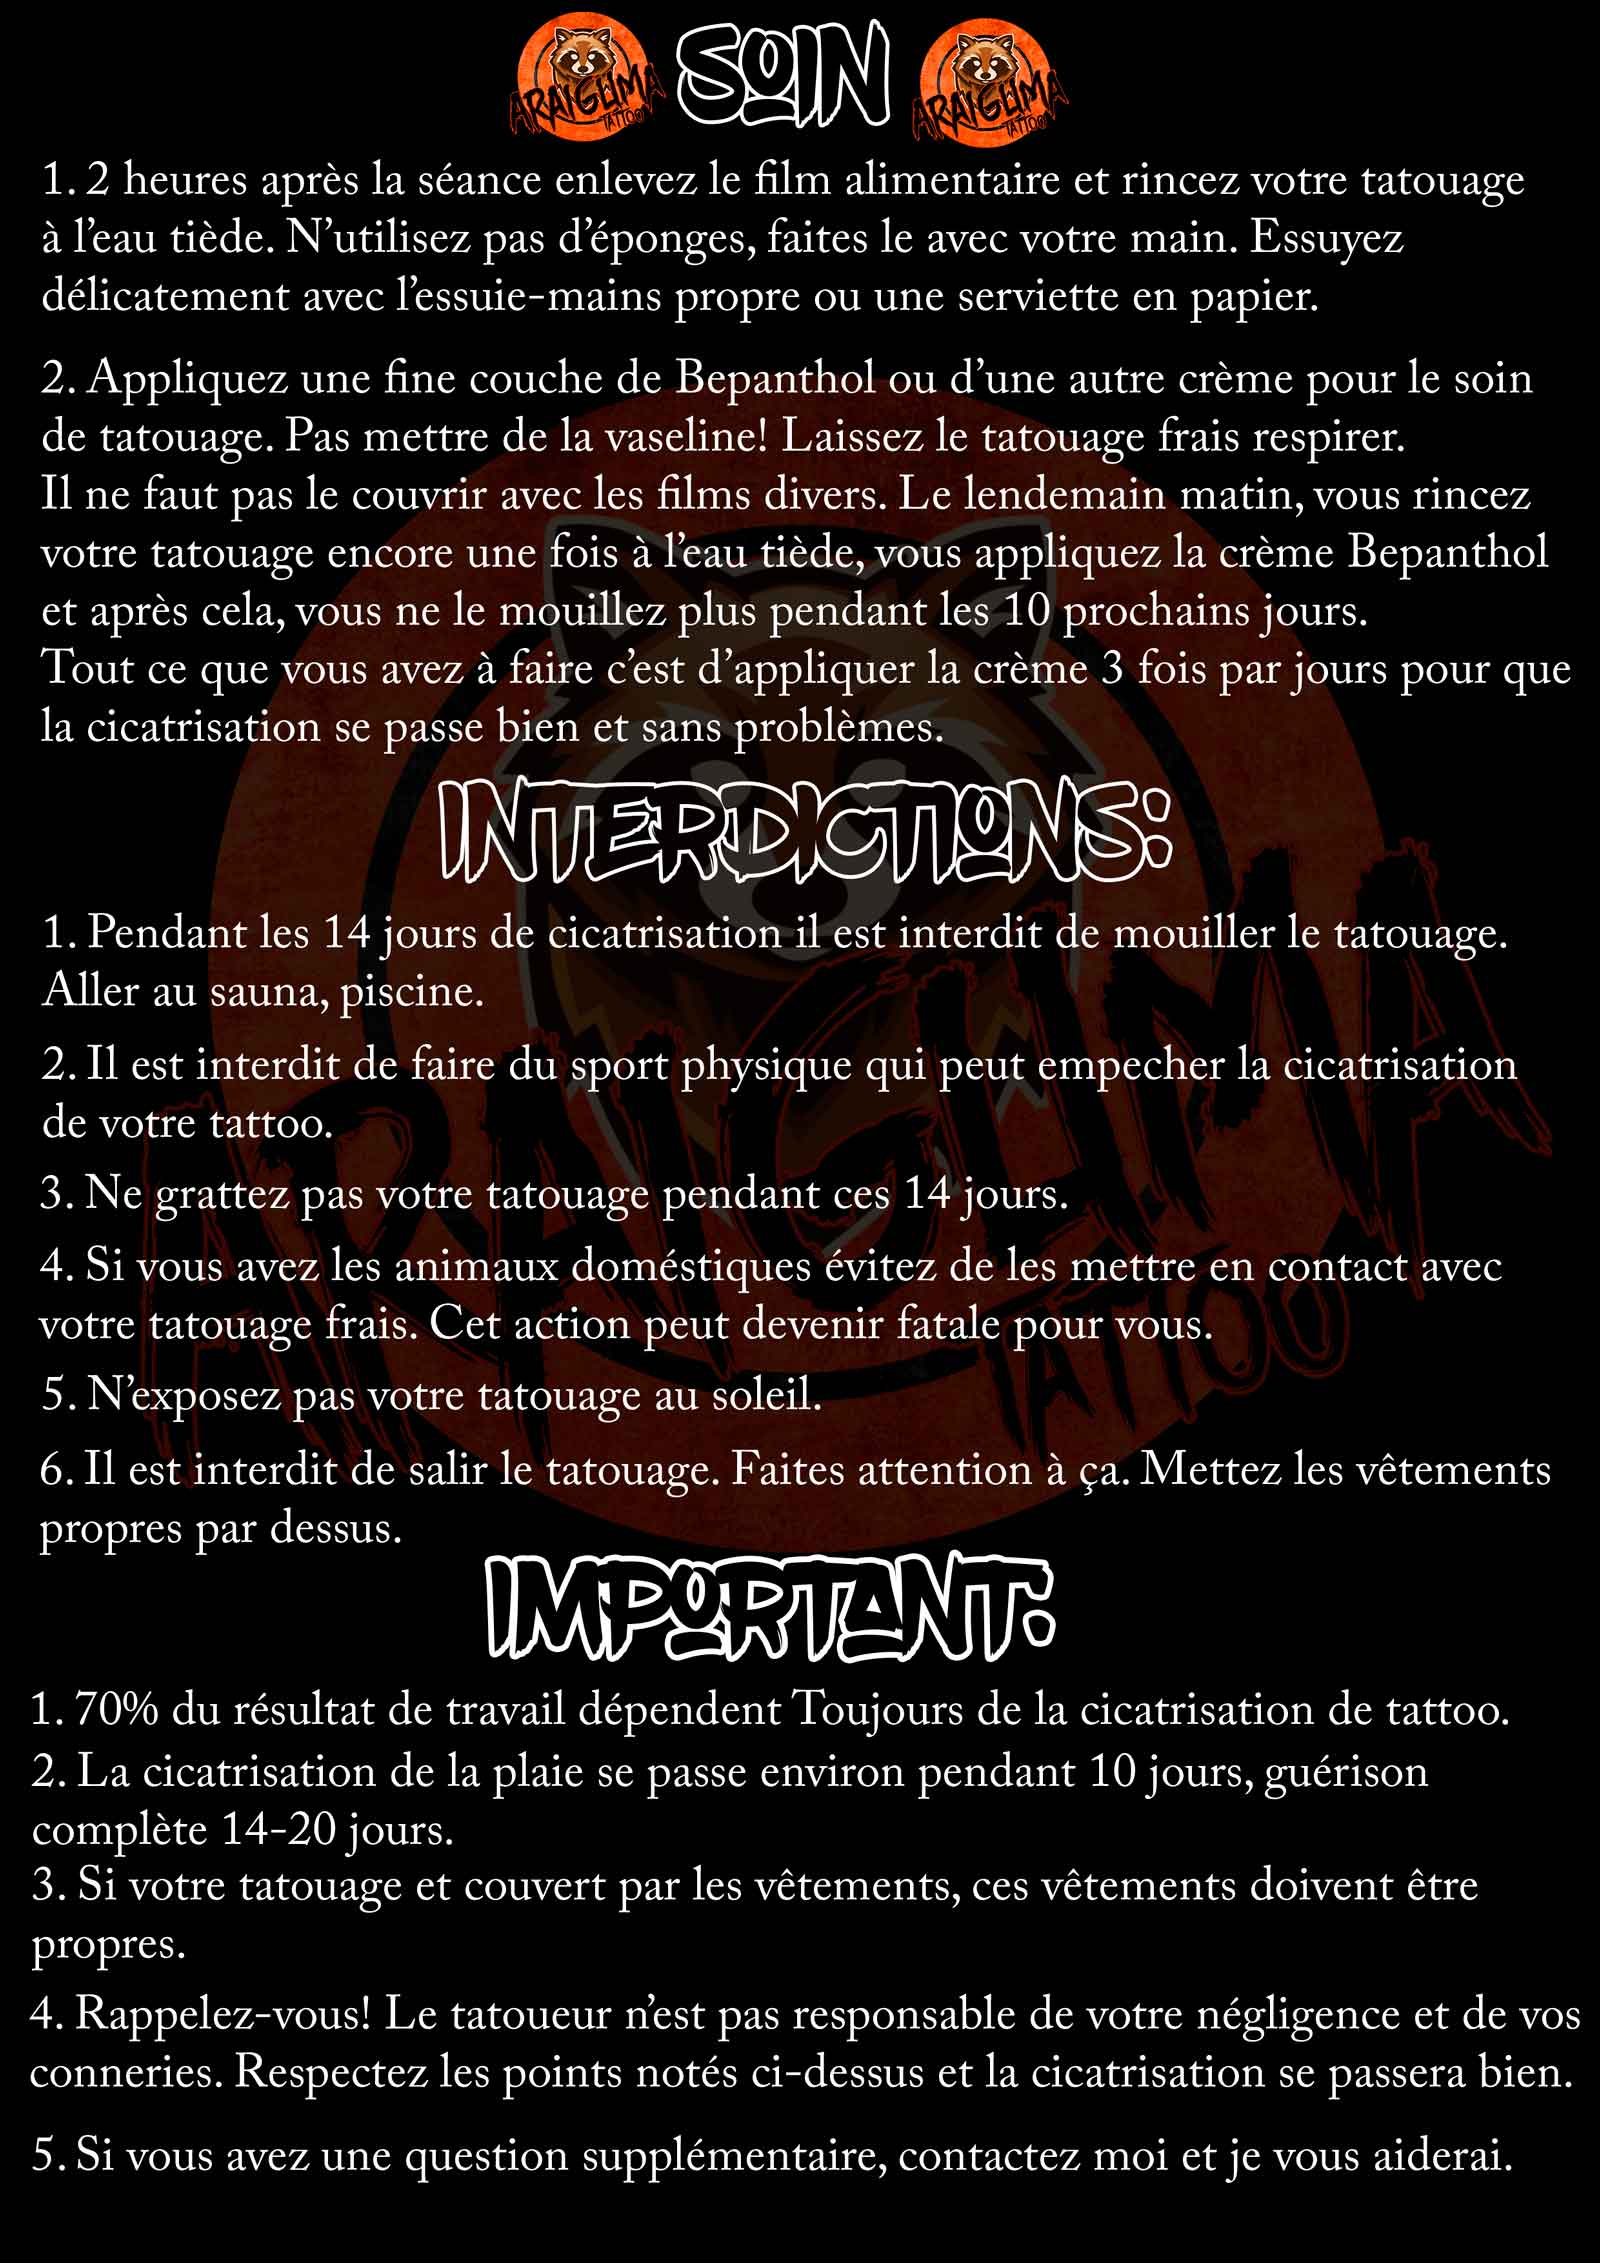 ARAIGUMA TATTOO SOIN ARAIGUMA TATTOO
1. 2 heures après la séance enlevez le film alimentaire et rincez votre tatouage
à l’eau tiède. N’utilisez pas d’éponges, faites le avec votre main. Essuyez
délicatement avec l’essuie-mains propre ou une serviette en papier.
2. Appliquez une fine couche de Bepanthol ou d’une autre crème pour le soin
de tatouage. Pas mettre de la vaseline! Laissez le tatouage frais respirer.
Il ne faut pas le couvrir avec les films divers. Le lendemain matin, vous rincez
votre tatouage encore une fois à l’eau tiède, vous appliquez la crème Bepanthol
et après cela, vous ne le mouillez plus pendant les 10 prochains jours.
Tout ce que vous avez à faire c’est d’appliquer la crème 3 fois par jours pour que
la cicatrisation se passe bien et sans problèmes.
INTERDICTIONS:
1. Pendant les 14 jours de cicatrisation il est interdit de mouiller le tatouage.
Aller au sauna, piscine.
2. Il est interdit de faire du sport physique qui peut empecher la cicatrisation
de votre tattoo.
3. Ne grattez pas votre tatouage pendant ces 14 jours.
4. Si vous avez les animaux doméstiques évitez de les mettre en contact avec
votre tatouage frais. Cet action peut devenir fatale pour vous.
5. N’exposez pas votre tatouage au soleil.
6. Il est interdit de salir le tatouage. Faites attention à ça. Mettez les vêtements
propres par dessus.
ARAIGUMA
TATTOO
IMPORTANT:
1. 70% du résultat de travail dépendent Toujours de la cicatrisation de tattoo.
2. La cicatrisation de la plaie se passe environ pendant 10 jours, guérison
complète 14-20 jours.
3. Si votre tatouage et couvert par les vêtements, ces vêtements doivent être
propres.
4. Rappelez-vous! Le tatoueur n’est pas responsable de votre négligence et de vos
conneries. Respectez les points notés ci-dessus et la cicatrisation se passera bien.
5. Si vous avez une question supplémentaire, contactez moi et je vous aiderai.